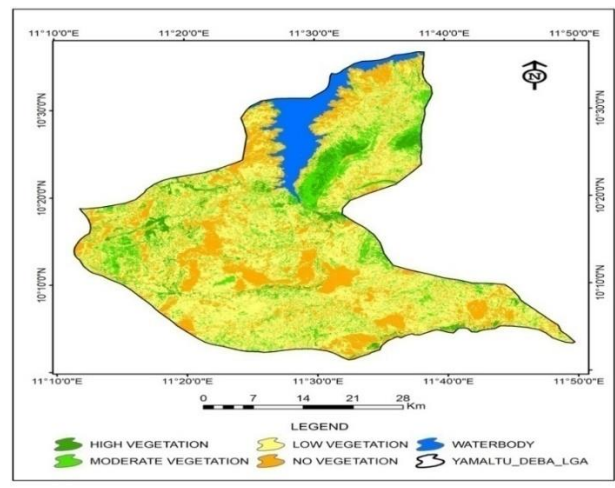 11°10'0"E 11°20'0"E 11°30'0"E 11°40'0"E 11°50'0"E
N
10°30'0"N 10°30'0"N
10°20'0"N 10°20'0"N
10°10'0"N 10°10'0"N
11°10'0"E 11°20'0"E 11°30'0"E 11°40'0"E 11°50'0"E
0 3.5 7 14 21 28
Km
LEGEND
HIGH VEGETATION LOW VEGETATION WATERBODY
MODERATE VEGETATION NO VEGETATION YAMALTU_DEBA_LGA